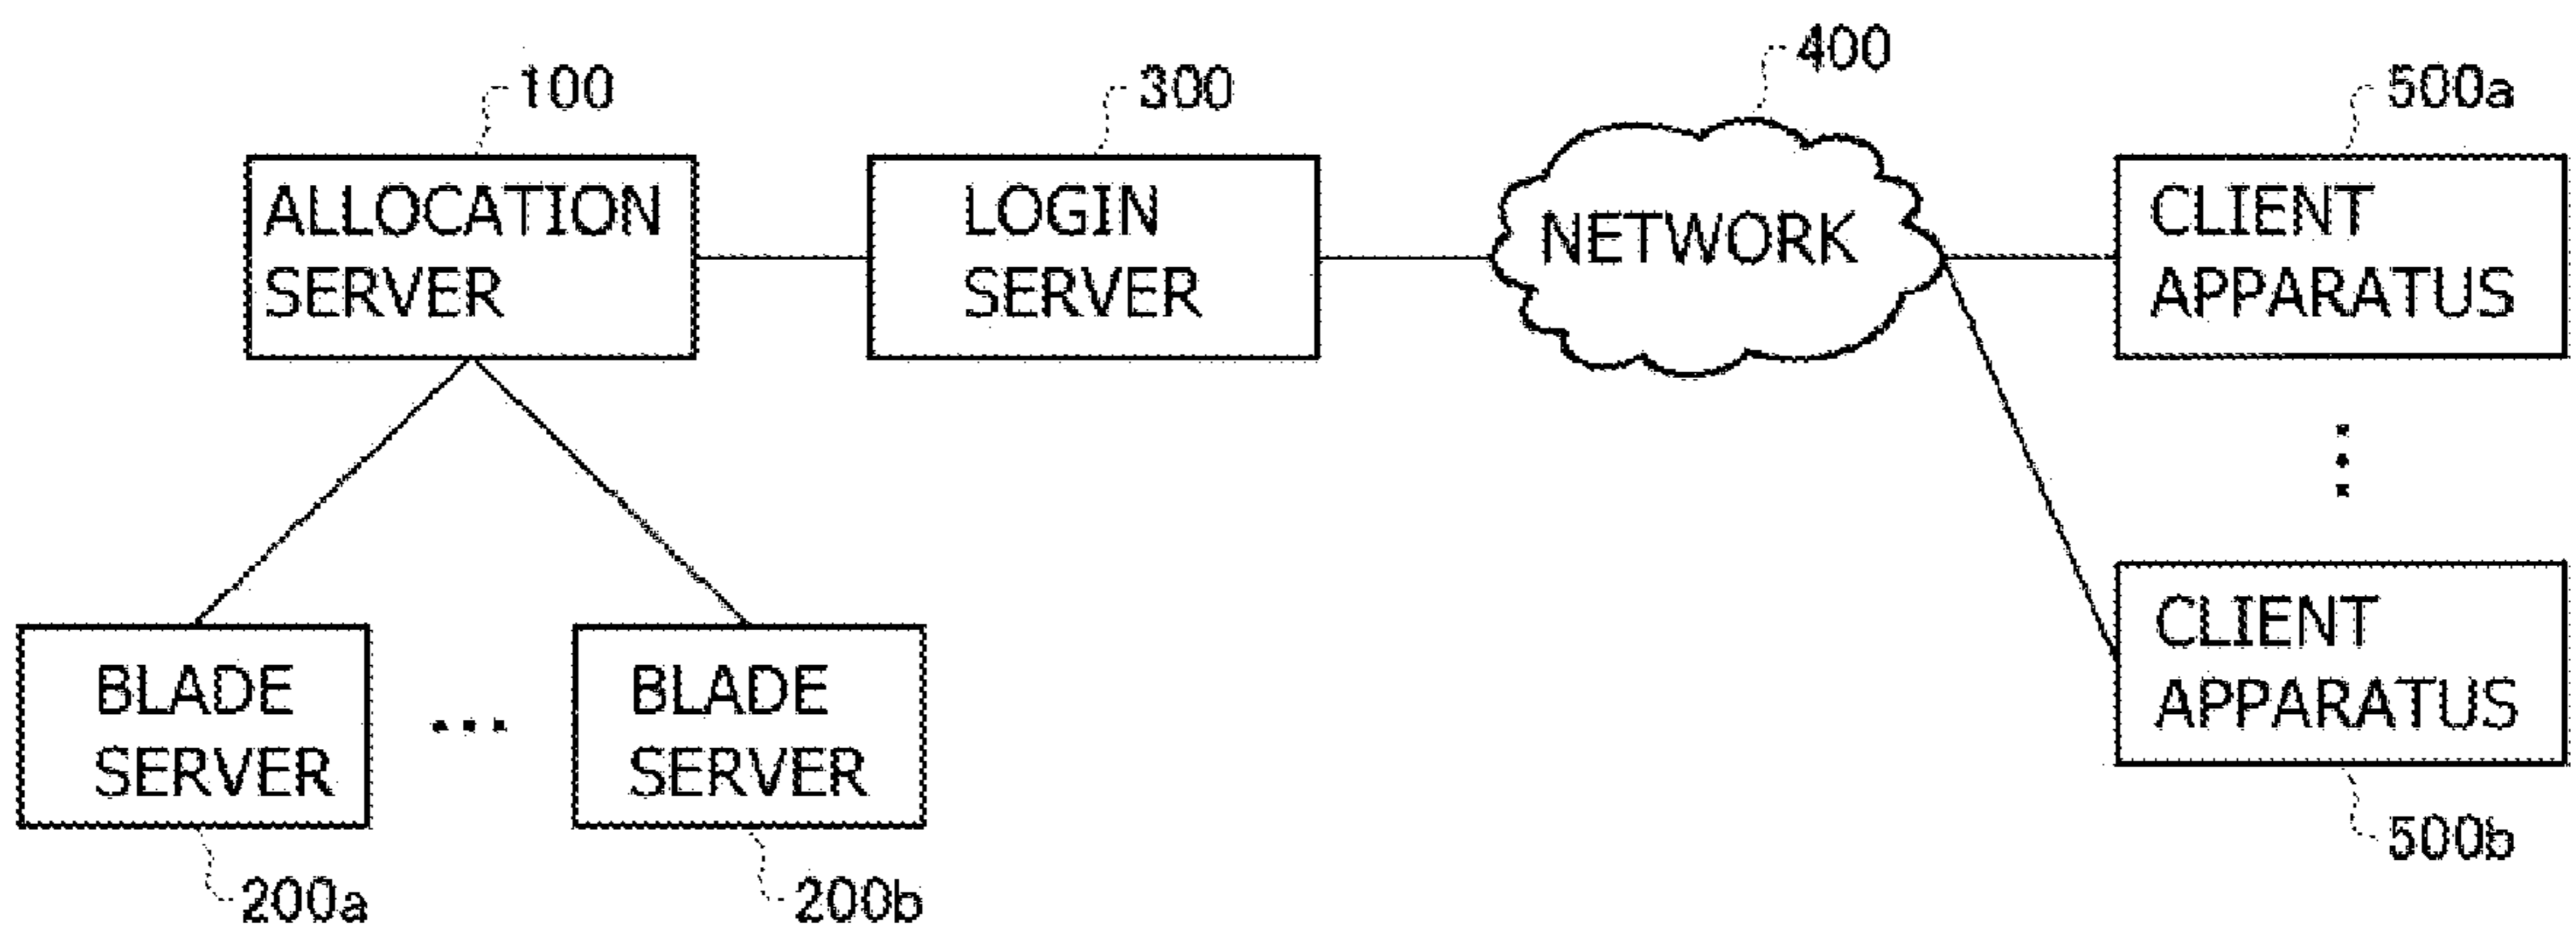 100
300
400
500a
ALLOCATION
SERVER
LOGIN
SERVER
NETWORK
CLIENT
APPARATUS
BLADE
SERVER
BLADE
SERVER
CLIENT
APPARATUS
200a
200b
500b